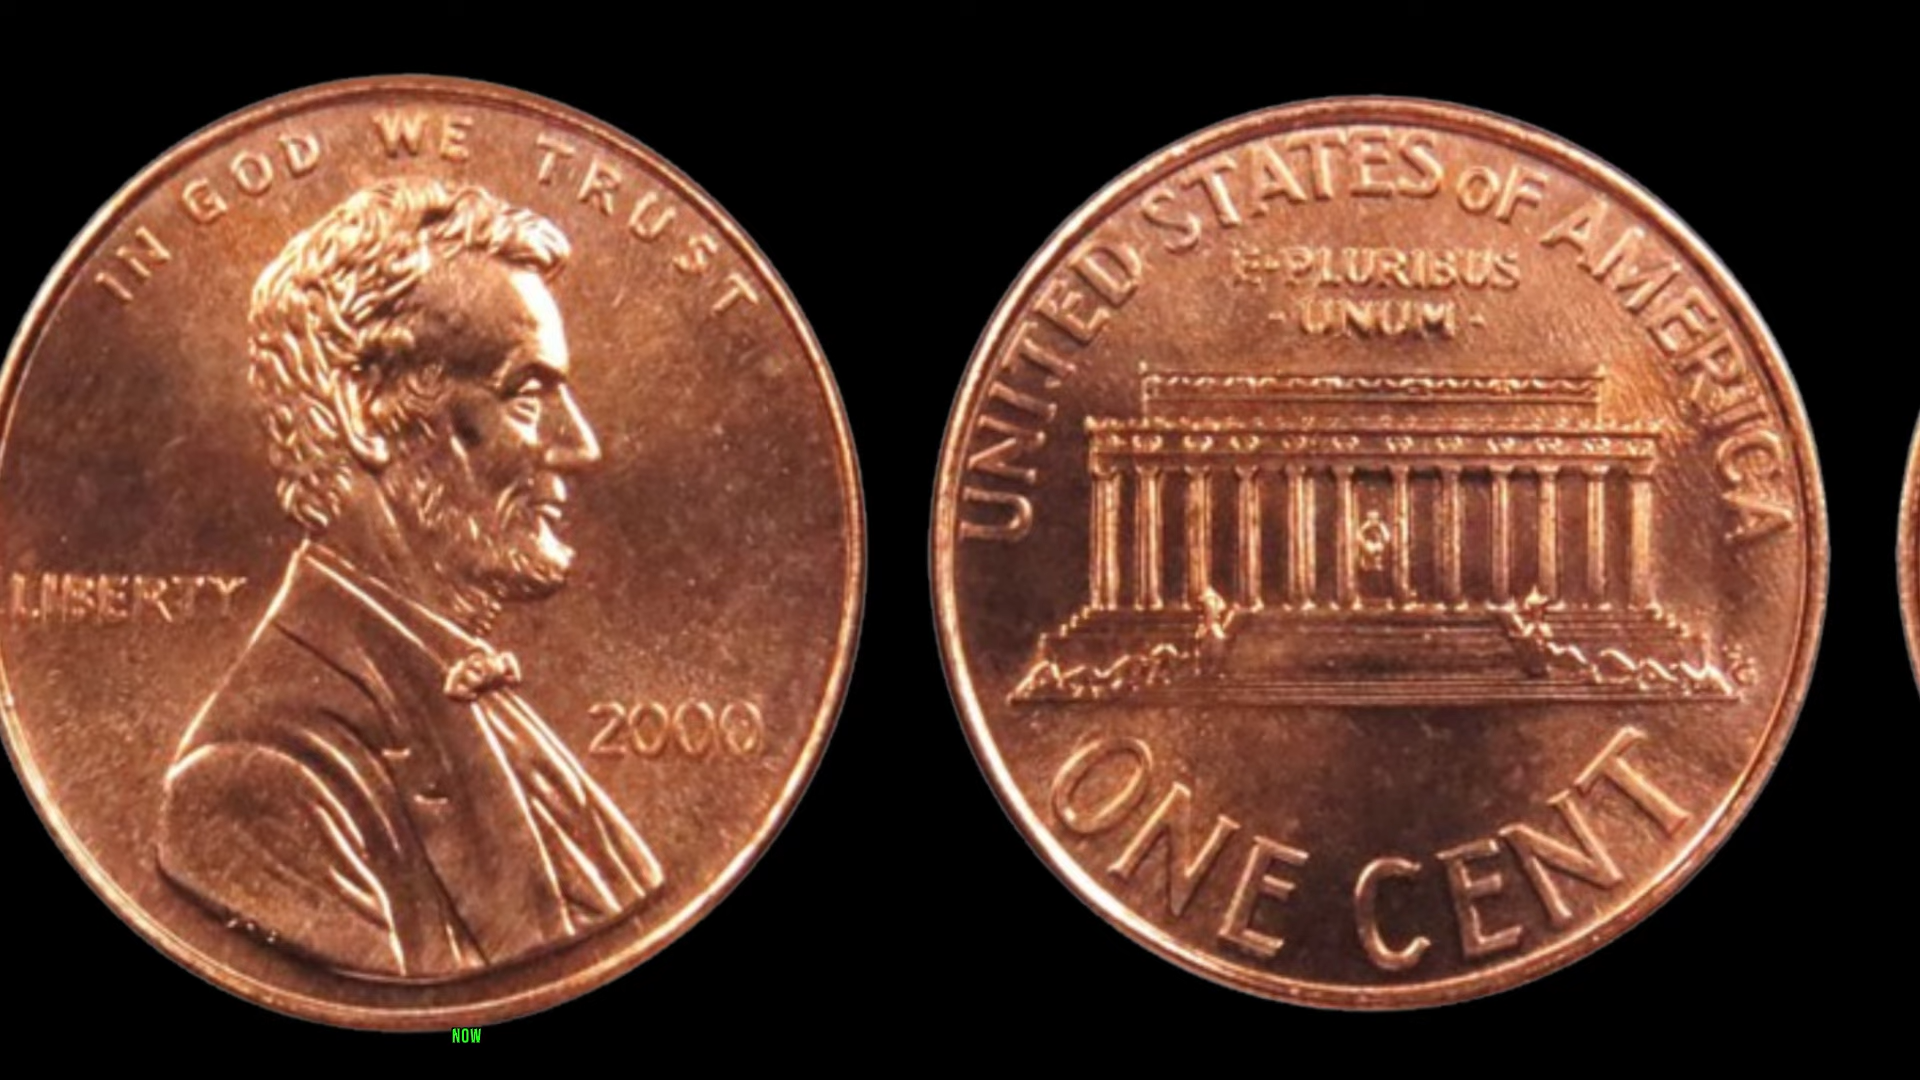 IN GOD WE TRUST
LIBERTY
2000
UNITED STATES OF AMERICA
E·PLURIBUS
·UNUM·
ONE CENT
NOW